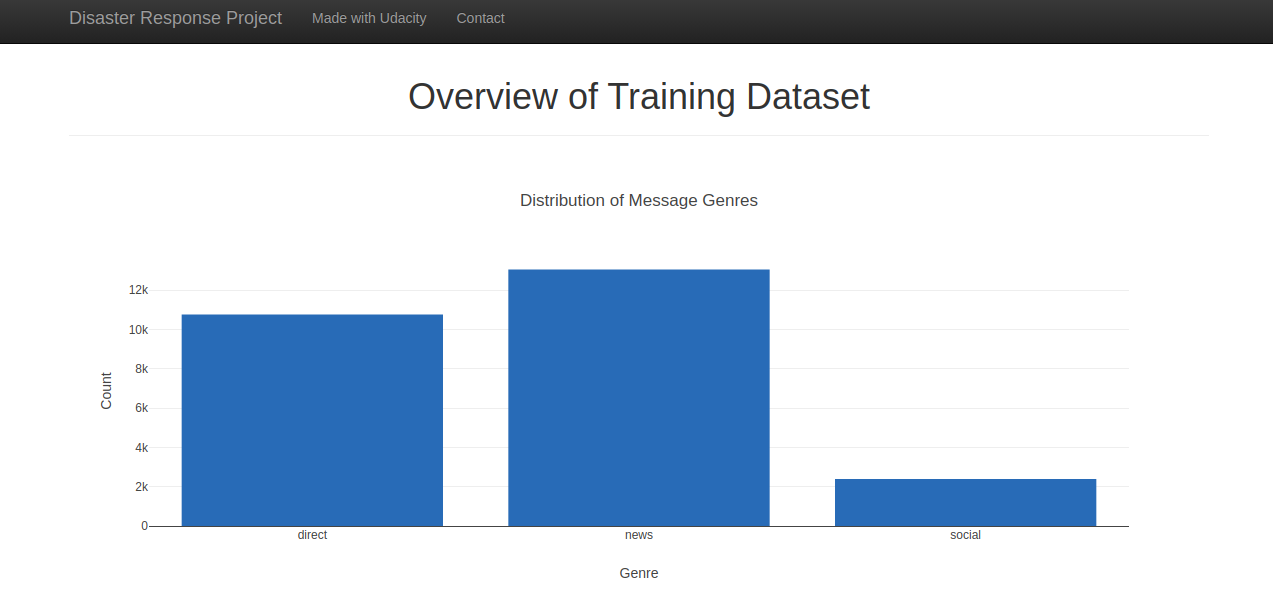 Disaster Response Project Made with Udacity Contact
Overview of Training Dataset
Distribution of Message Genres
12k
10k
8k
6k
4k
2k
0
Count
direct news social
Genre